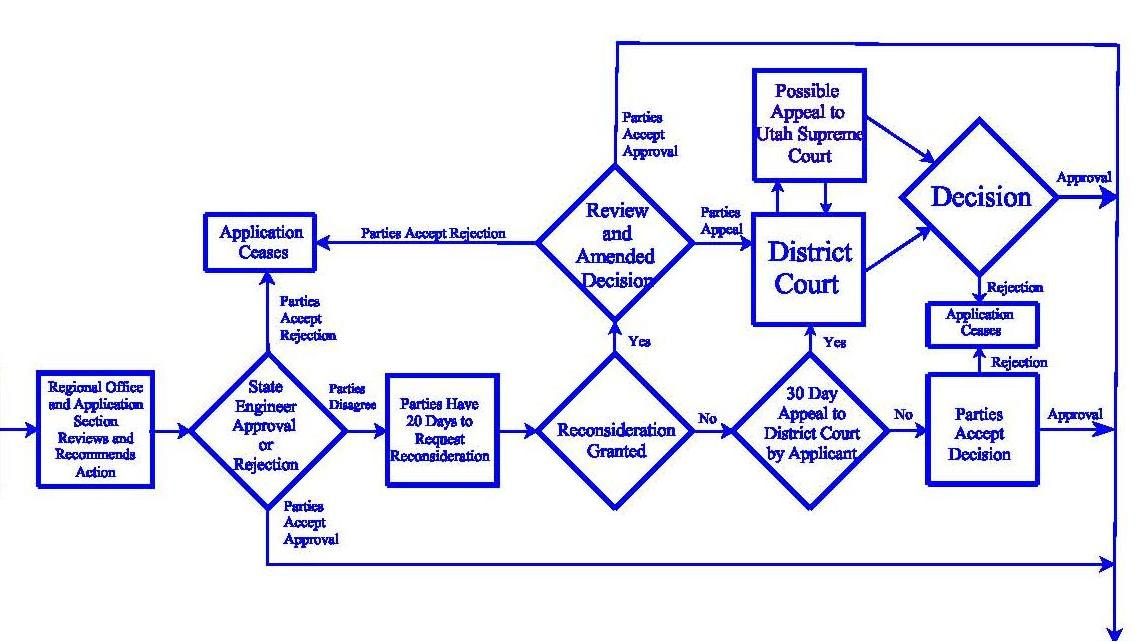 Parties
Accept
Approval
Possible
Appeal to
Utah Supreme
Court
Approval
Decision
Review
and
Amended
Decision
Parties
Appeal
Application
Ceases
Parties Accept Rejection
District
Court
Rejection
Application
Ceases
Parties
Accept
Rejection
Yes
Yes
Rejection
Regional Office
and Application
Section
Reviews and
Recommends
Action
State
Engineer
Approval
or
Rejection
Parties
Disagree
Parties Have
20 Days to
Request
Reconsideration
Reconsideration
Granted
No
30 Day
Appeal to
District Court
by Applicant
No
Parties
Accept
Decision
Approval
Parties
Accept
Approval